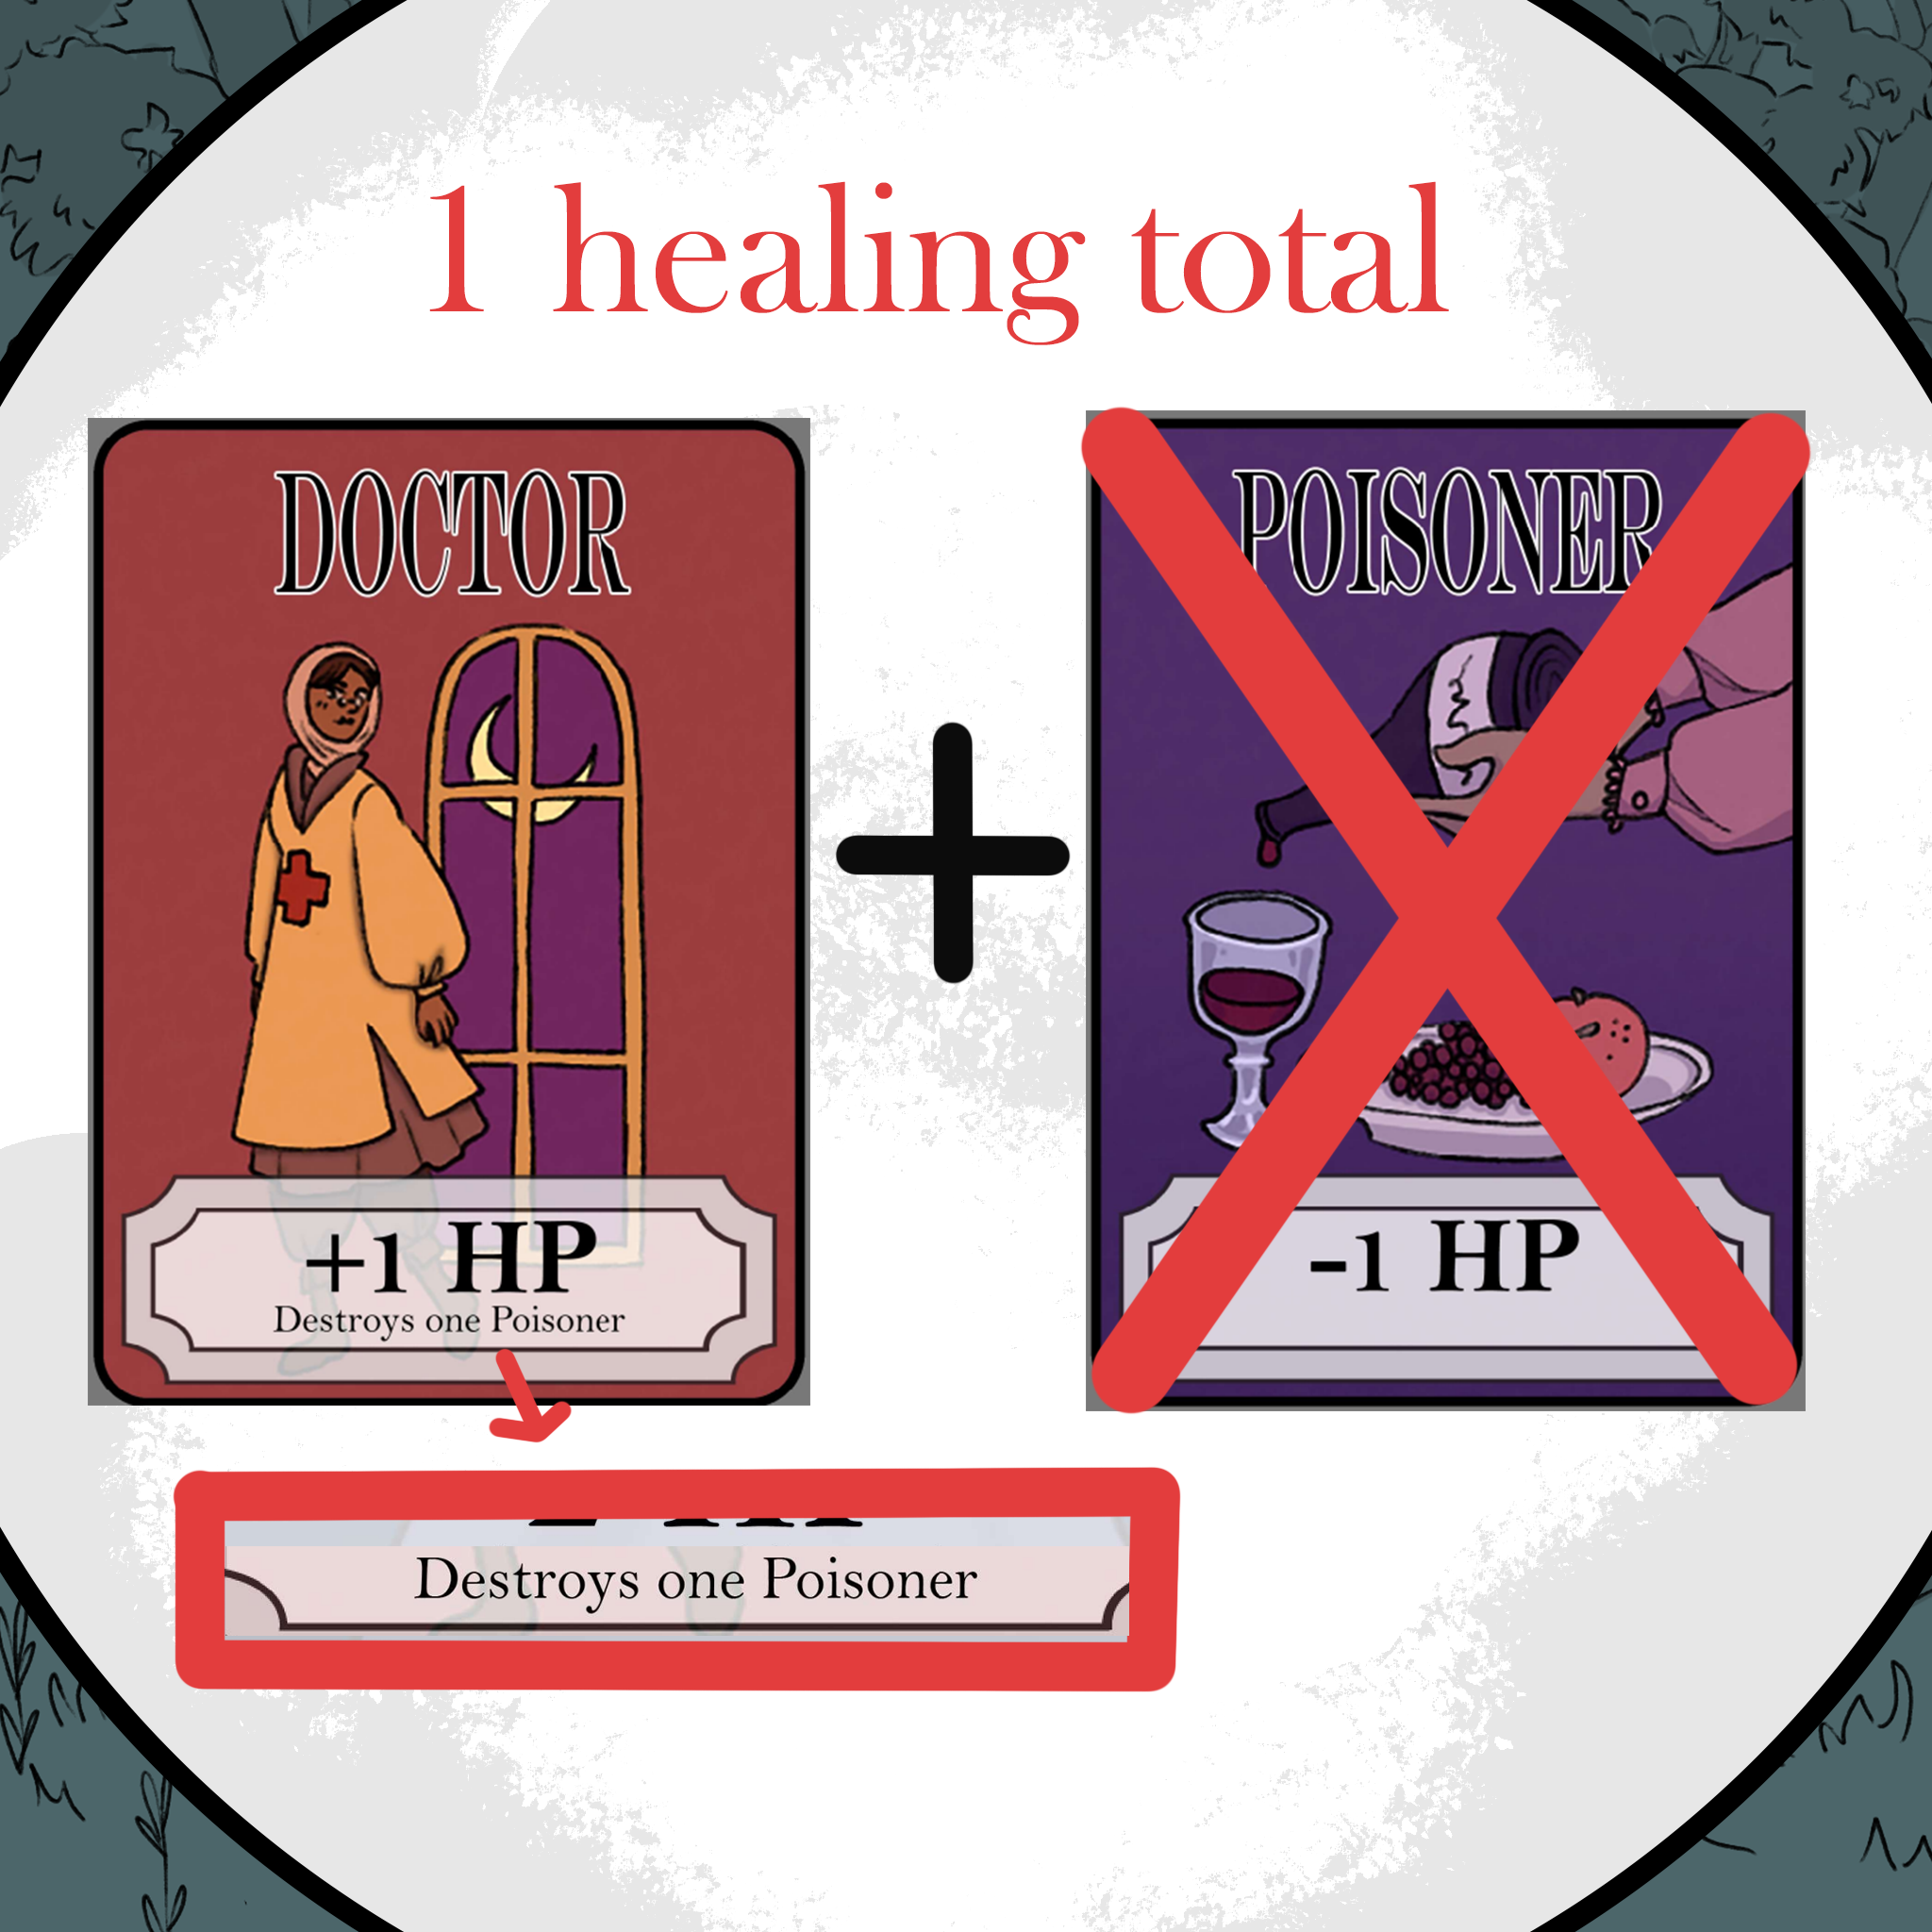 1 healing total
DOCTOR
+1 HP
Destroys one Poisoner
POISONER
-1 HP
Destroys one Poisoner